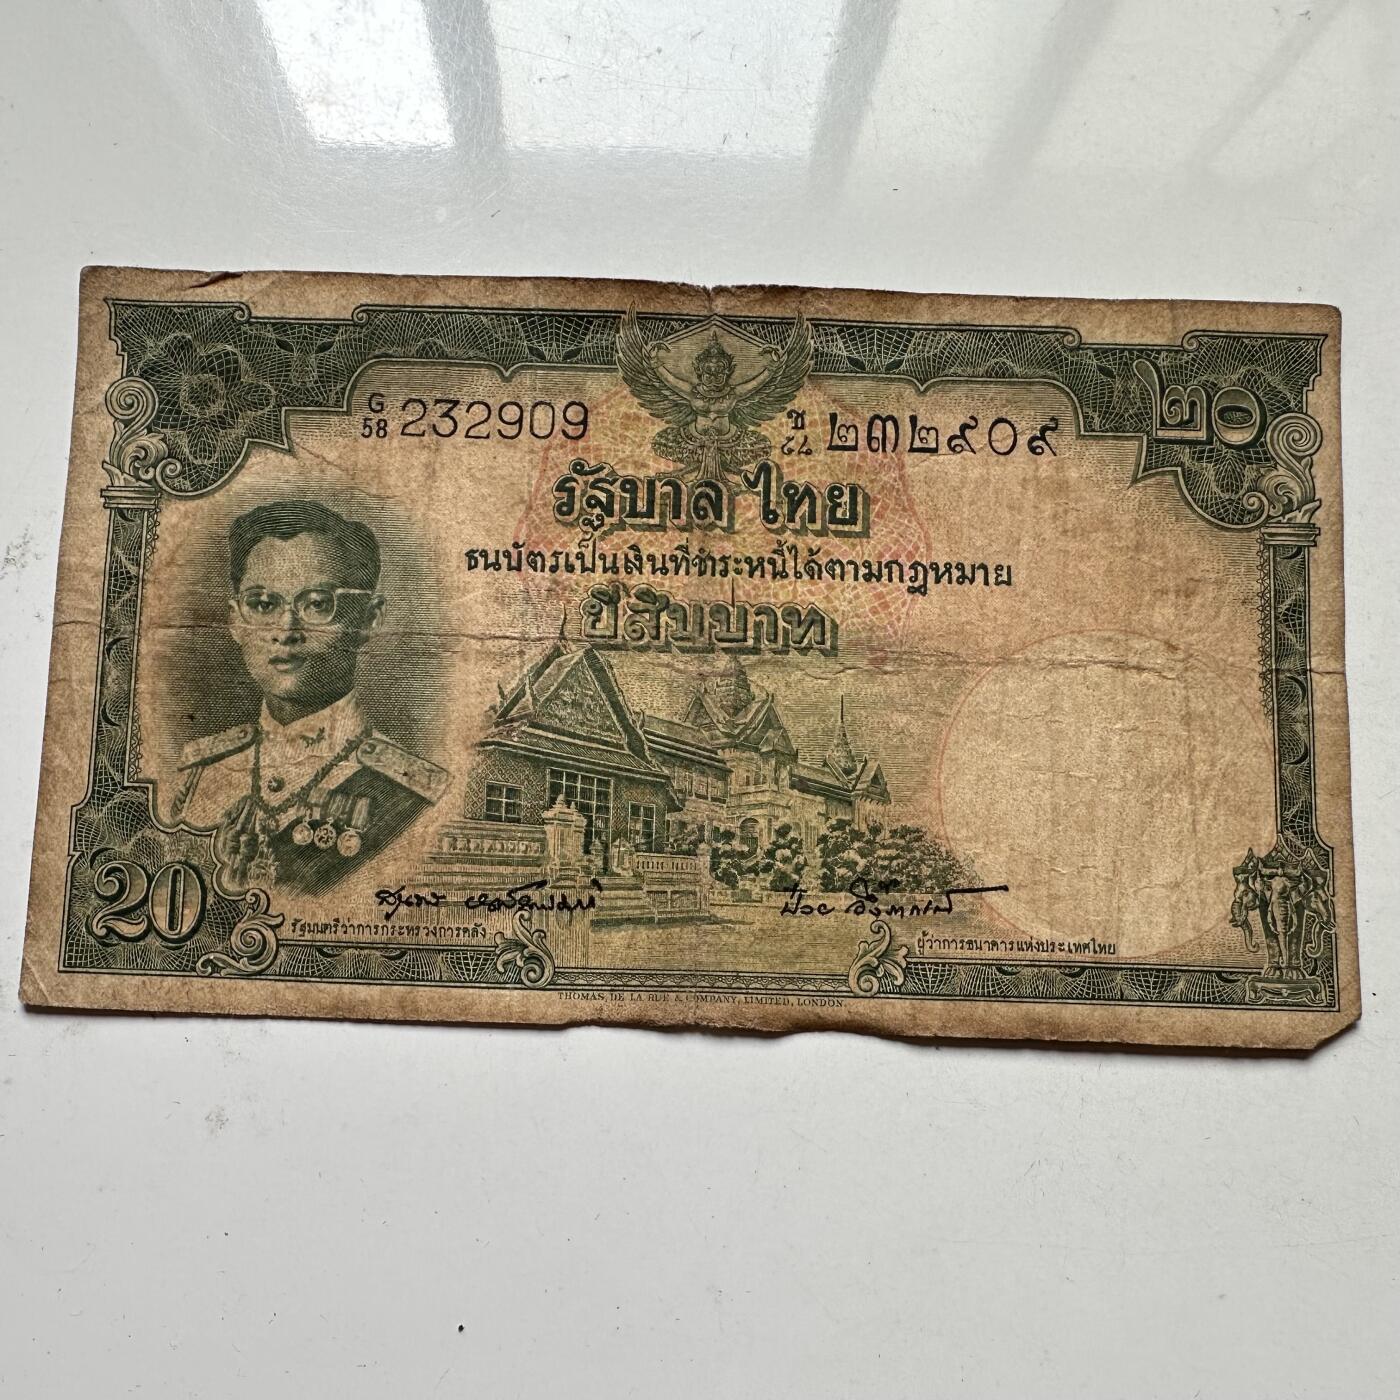 G
58 232909
ช
๕๘ ๒๓๒๙๐๙
๒๐
รัฐบาลไทย
ธนบัตรเป็นเงินที่ชำระหนี้ได้ตามกฎหมาย
ยี่สิบบาท
20
รัฐมนตรีว่าการกระทรวงการคลัง
ผู้ว่าการธนาคารแห่งประเทศไทย
THOMAS, DE LA RUE & COMPANY, LIMITED, LONDON.